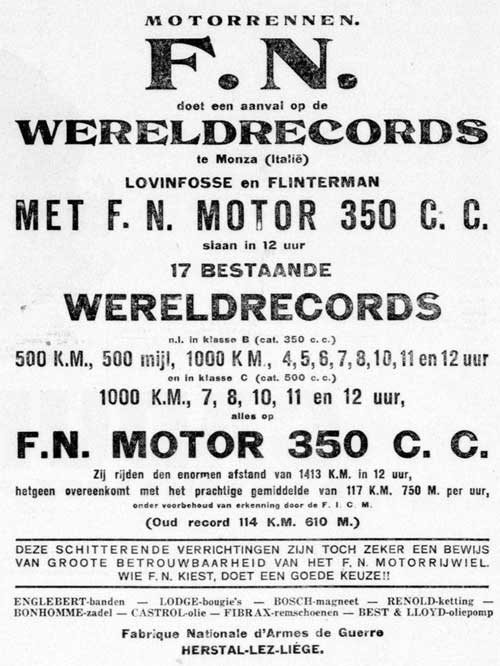 MOTORRENNEN.
F.N.
doet een aanval op de
WERELDRECORDS
te Monza (Italië)
LOVINFOSSE en FLINTERMAN
MET F. N. MOTOR 350 C. C.
slaan in 12 uur
17 BESTAANDE
WERELDRECORDS
n.l. in klasse B (cat. 350 c.c.)
500 K.M., 500 mijl, 1000 K M., 4, 5, 6, 7, 8, 10, 11 en 12 uur
en in klasse C (cat. 500 c.c.)
1000 K.M., 7, 8, 10, 11 en 12 uur,
alles op
F.N. MOTOR 350 C. C.
Zij rijden den enormen afstand van 1413 K.M. in 12 uur,
hetgeen overeenkomt met het prachtige gemiddelde van 117 K.M. 750 M. per uur,
onder voorbehoud van erkenning door de F. I. C. M.
(Oud record 114 K.M. 610 M.)
DEZE SCHITTERENDE VERRICHTINGEN ZIJN TOCH ZEKER EEN BEWIJS
VAN GROOTE BETROUWBAARHEID VAN HET F. N. MOTORRIJWIEL.
WIE F. N. KIEST, DOET EEN GOEDE KEUZE!!
ENGLEBERT-banden — LODGE-bougie's — BOSCH-magneet — RENOLD-ketting —
BONHOMME-zadel — CASTROL-olie — FIBRAX-remschoenen — BEST & LLOYD-oliepomp
Fabrique Nationale d'Armes de Guerre
HERSTAL-LEZ-LIÉGE.